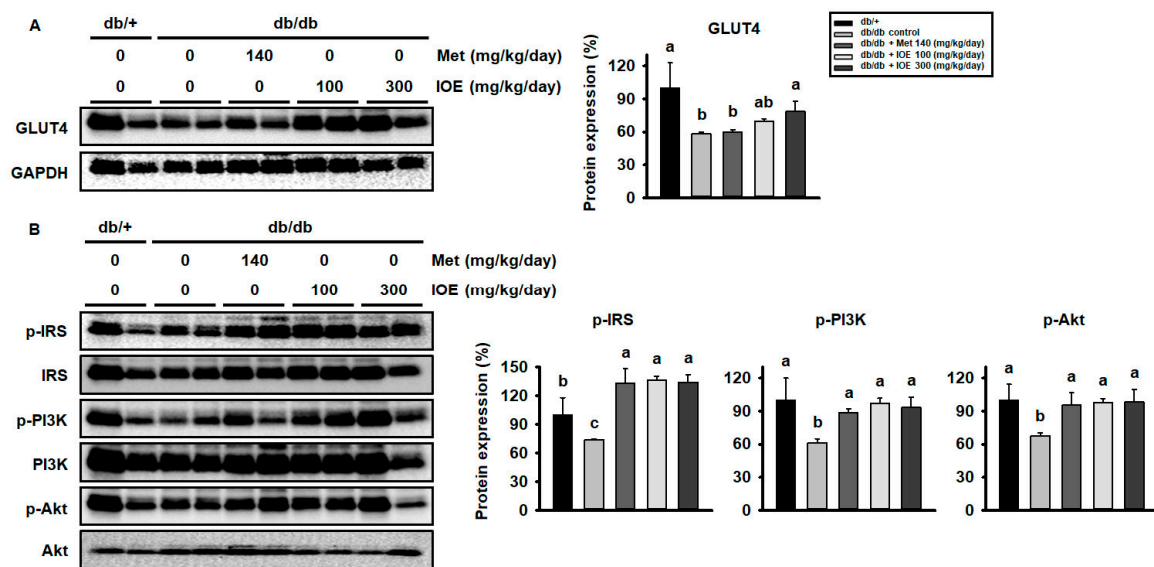 A
db/+ db/db
0 0 140 0 0 Met (mg/kg/day)
0 0 0 100 300 IOE (mg/kg/day)
GLUT4
GAPDH
GLUT4
Protein expression (%)
120
90
60
30
0
a b b ab a
db/+
db/db control
db/db + Met 140 (mg/kg/day)
db/db + IOE 100 (mg/kg/day)
db/db + IOE 300 (mg/kg/day)
B
db/+ db/db
0 0 140 0 0 Met (mg/kg/day)
0 0 0 100 300 IOE (mg/kg/day)
p-IRS
IRS
p-PI3K
PI3K
p-Akt
Akt
p-IRS
Protein expression (%)
150
120
90
60
30
0
b c a a a
p-PI3K
120
90
60
30
0
a b a a a
p-Akt
120
90
60
30
0
a b a a a